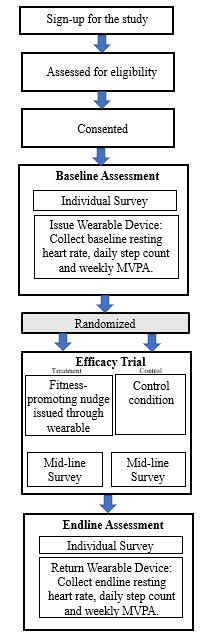 Sign-up for the study
Assessed for eligibility
Consented
Baseline Assessment
Individual Survey
Issue Wearable Device:
Collect baseline resting
heart rate, daily step count
and weekly MVPA.
Randomized
Efficacy Trial
Treatment
Fitness-
promoting nudge
issued through
wearable
Control
Control
condition
Mid-line
Survey
Mid-line
Survey
Endline Assessment
Individual Survey
Return Wearable Device:
Collect endline resting
heart rate, daily step count
and weekly MVPA.